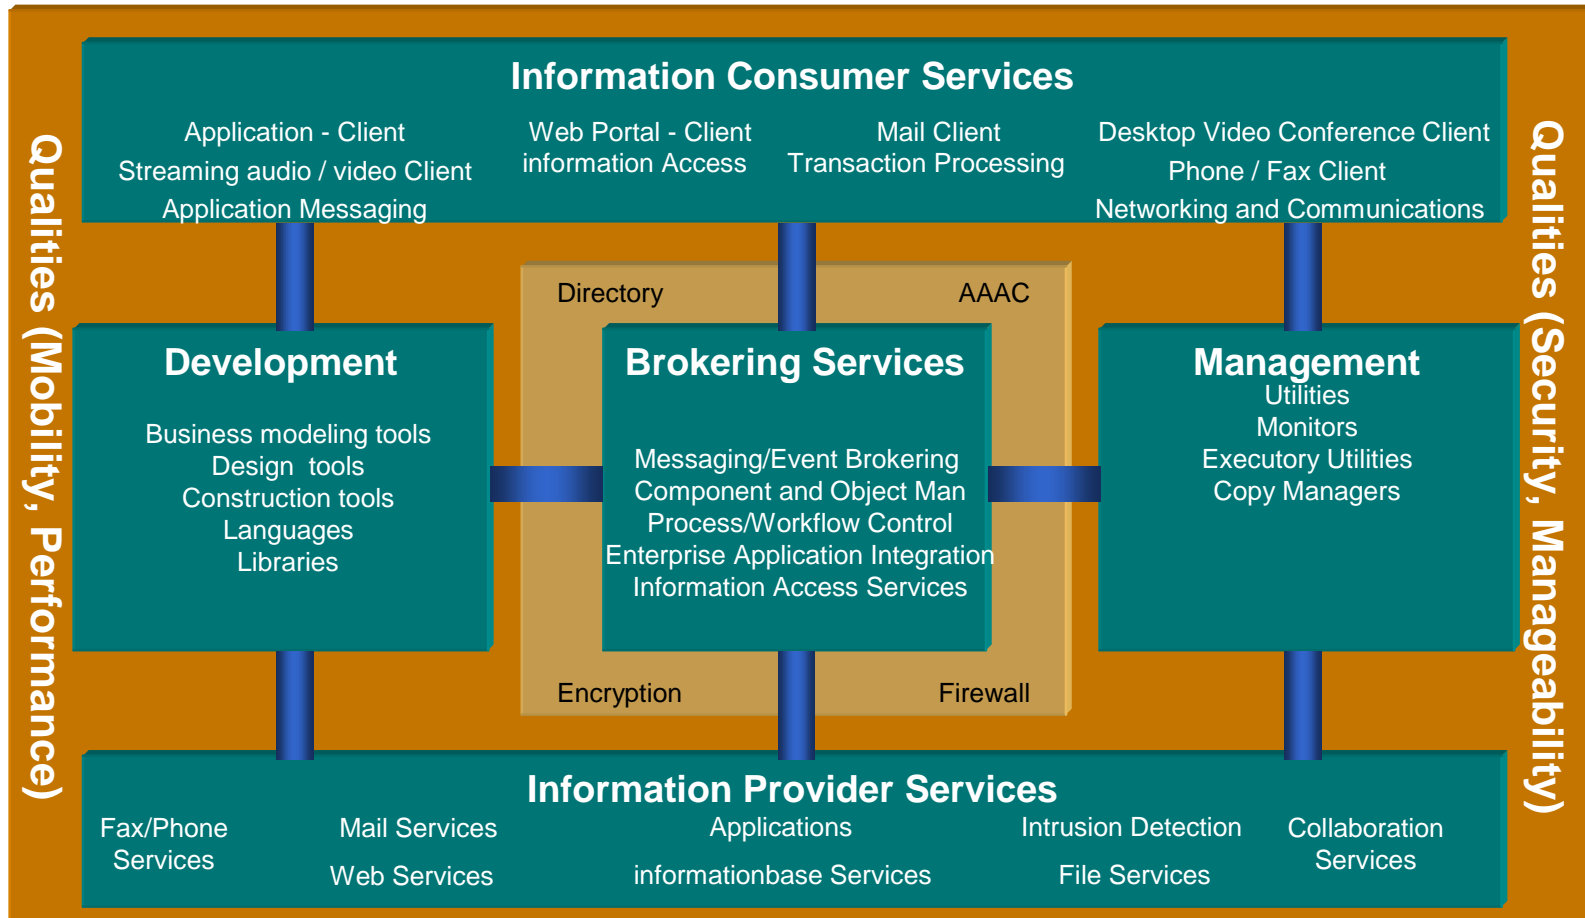 Information Consumer Services
Application - Client
Streaming audio / video Client
Application Messaging
Web Portal - Client
information Access
Mail Client
Transaction Processing
Desktop Video Conference Client
Phone / Fax Client
Networking and Communications
Qualities (Mobility, Performance)
Qualities (Security, Manageability)
Directory
AAAC
Development
Business modeling tools
Design tools
Construction tools
Languages
Libraries
Brokering Services
Messaging/Event Brokering
Component and Object Man
Process/Workflow Control
Enterprise Application Integration
Information Access Services
Management
Utilities
Monitors
Executory Utilities
Copy Managers
Encryption
Firewall
Information Provider Services
Fax/Phone
Services
Mail Services
Web Services
Applications
informationbase Services
Intrusion Detection
File Services
Collaboration
Services